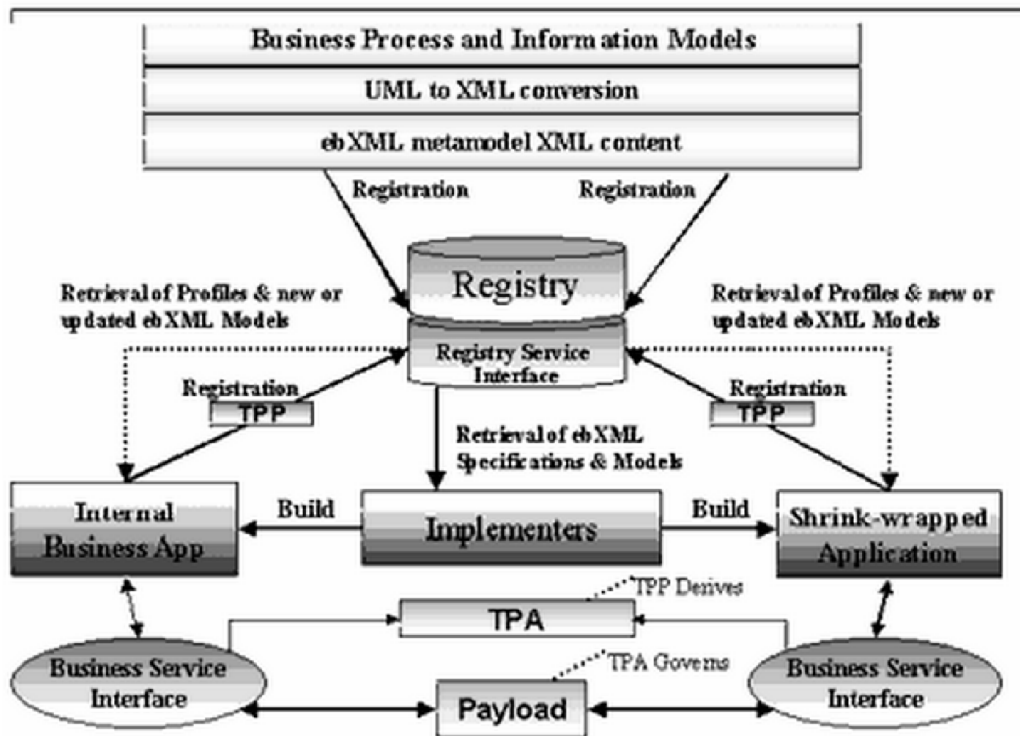 Business Process and Information Models
UML to XML conversion
ebXML metamodel XML content
Registration
Registration
Registry
Retrieval of Profiles & new or
updated ebXML Models
Retrieval of Profiles & new or
updated ebXML Models
Registry Service
Interface
Registration
TPP
Registration
TPP
Retrieval of ebXML
Specifications & Models
Internal
Business App
Build
Implementers
Build
Shrink-wrapped
Application
TPP Derives
TPA
Business Service
Interface
TPA Governs
Payload
Business Service
Interface